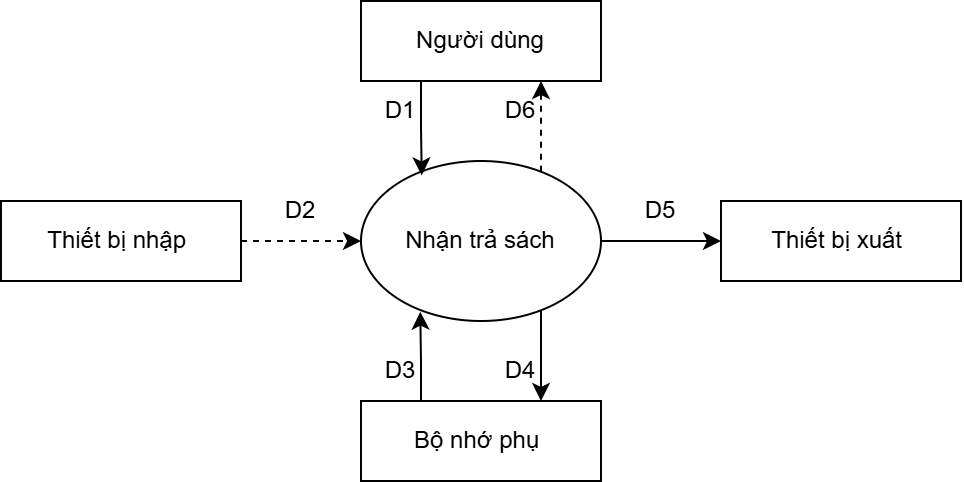 Người dùng
D1
D6
D2
D5
Thiết bị nhập
Nhận trả sách
Thiết bị xuất
D3
D4
Bộ nhớ phụ